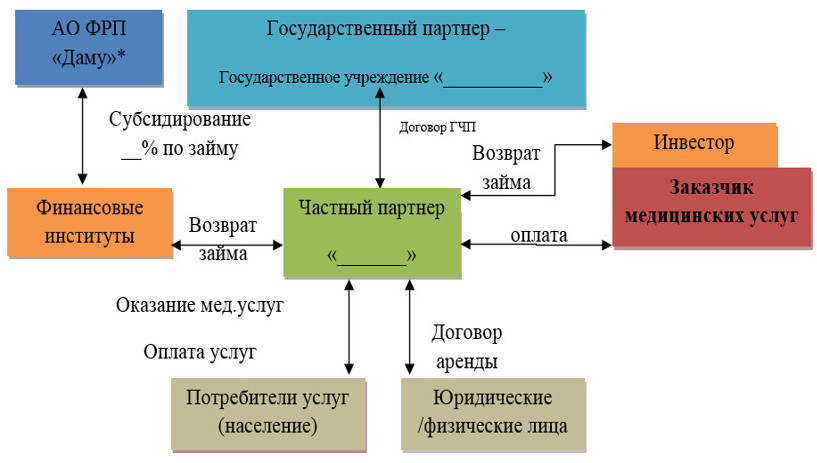 АО ФРП
«Даму»*
Государственный партнер –
Государственное учреждение «___________»
Субсидирование
__% по займу
Договор ГЧП
Возврат
займа
Инвестор
Заказчик
медицинских услуг
Финансовые
институты
Возврат
займа
Частный партнер
«_______»
оплата
Оказание мед.услуг
Оплата услуг
Договор
аренды
Потребители услуг
(население)
Юридические
/физические лица